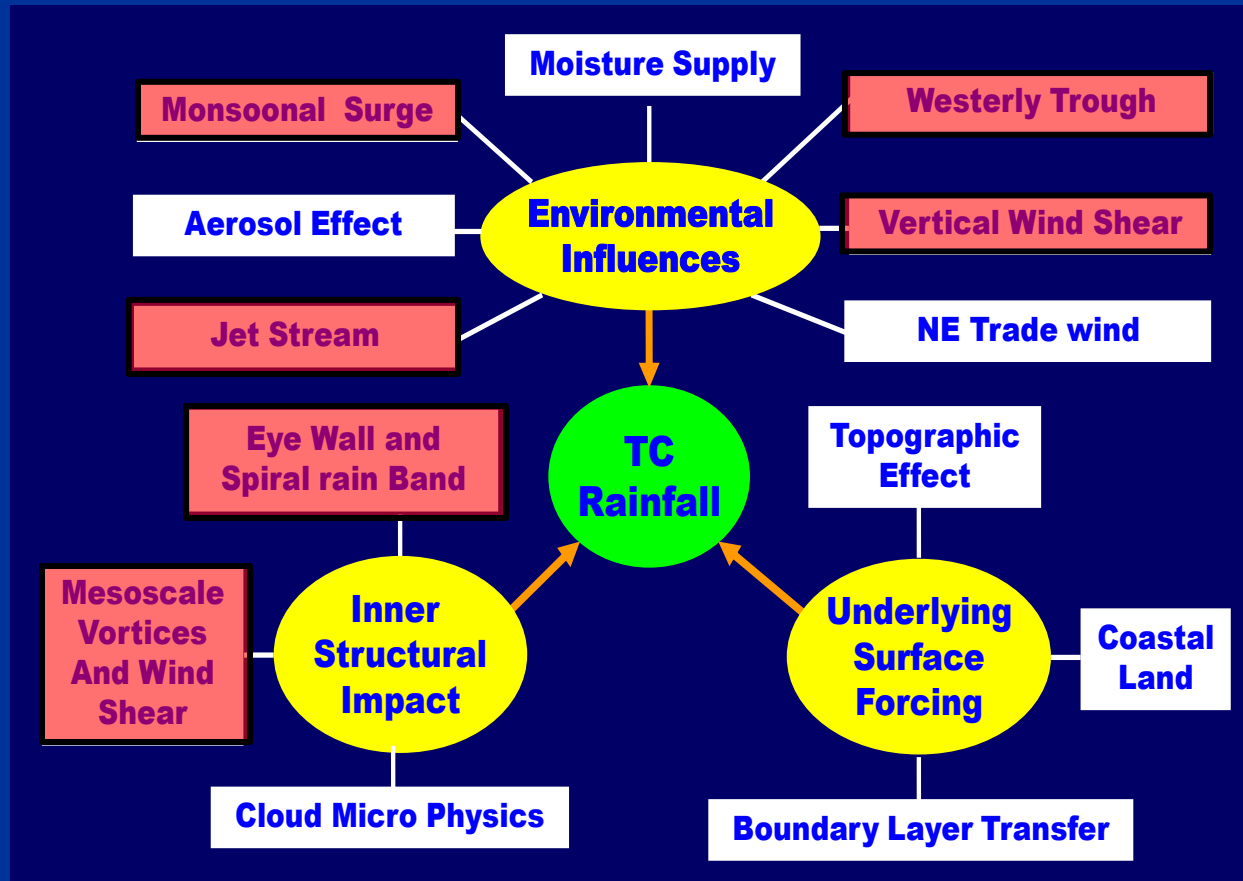 Moisture Supply
Monsoonal Surge
Westerly Trough
Aerosol Effect
Environmental
Influences
Vertical Wind Shear
Jet Stream
NE Trade wind
Eye Wall and
Spiral rain Band
TC
Rainfall
Topographic
Effect
Mesoscale
Vortices
And Wind
Shear
Inner
Structural
Impact
Underlying
Surface
Forcing
Coastal
Land
Cloud Micro Physics
Boundary Layer Transfer